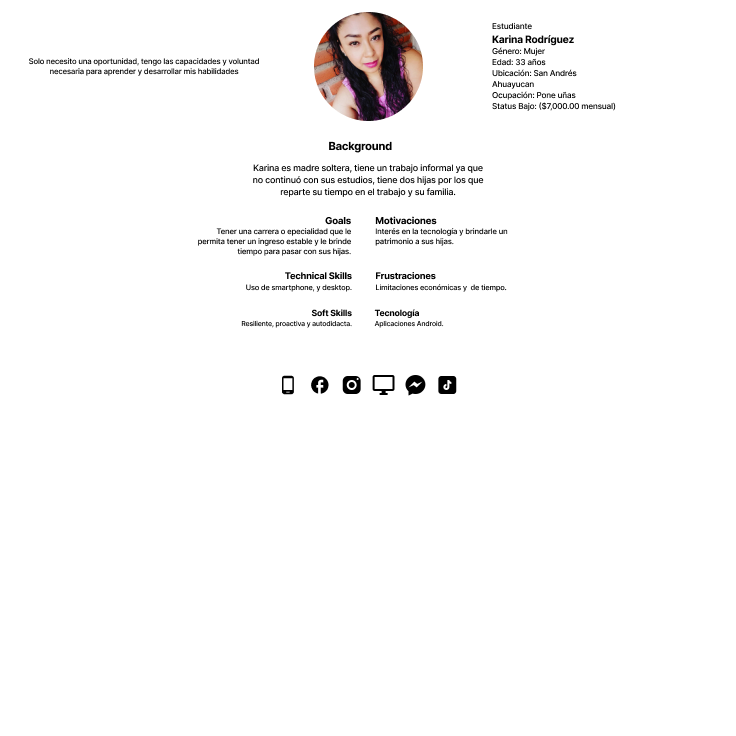 Solo necesito una oportunidad, tengo las capacidades y voluntad
necesaria para aprender y desarrollar mis habilidades
Estudiante
Karina Rodríguez
Género: Mujer
Edad: 33 años
Ubicación: San Andrés
Ahuayucan
Ocupación: Pone uñas
Status Bajo: ($7,000.00 mensual)
Background
Karina es madre soltera, tiene un trabajo informal ya que
no continuó con sus estudios, tiene dos hijas por los que
reparte su tiempo en el trabajo y su familia.
Goals
Tener una carrera o epecialidad que le
permita tener un ingreso estable y le brinde
tiempo para pasar con sus hijas.
Motivaciones
Interés en la tecnología y brindarle un
patrimonio a sus hijas.
Technical Skills
Uso de smartphone, y desktop.
Frustraciones
Limitaciones económicas y  de tiempo.
Soft Skills
Resiliente, proactiva y autodidacta.
Tecnología
Aplicaciones Android.